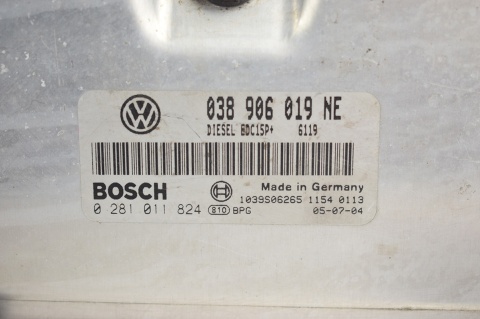 038 906 019 NE
DIESEL EDC15P+ 6119
BOSCH Made in Germany
1039S06265 1154 0113
0 281 011 824 810 BPG 05-07-04